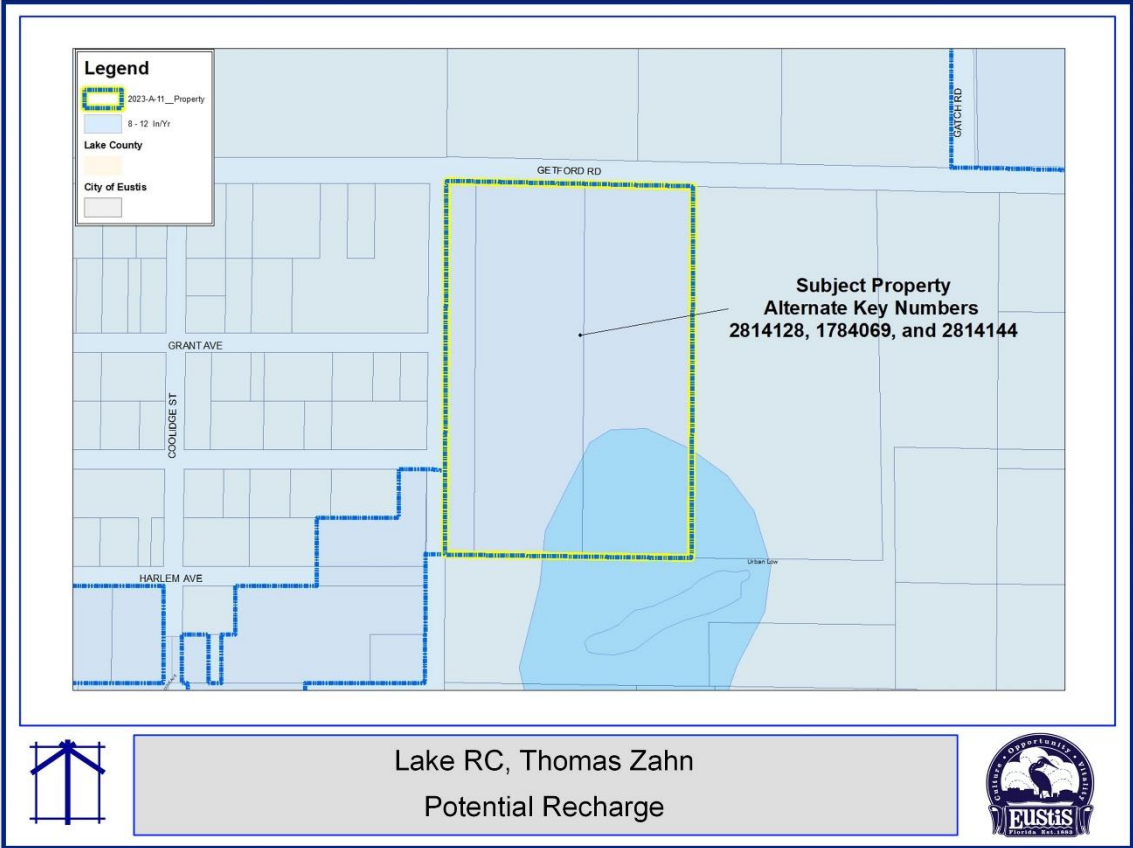 Legend
2023-A-11__Property
8 - 12 In/Yr
Lake County
City of Eustis
GETFORD RD
GATCH RD
Subject Property
Alternate Key Numbers
2814128, 1784069, and 2814144
GRANT AVE
COOLIDGE ST
HARLEM AVE
Urban Low
Lake RC, Thomas Zahn
Potential Recharge
Culture • Opportunity • Vitality
EUSTIS
Florida Est. 1883